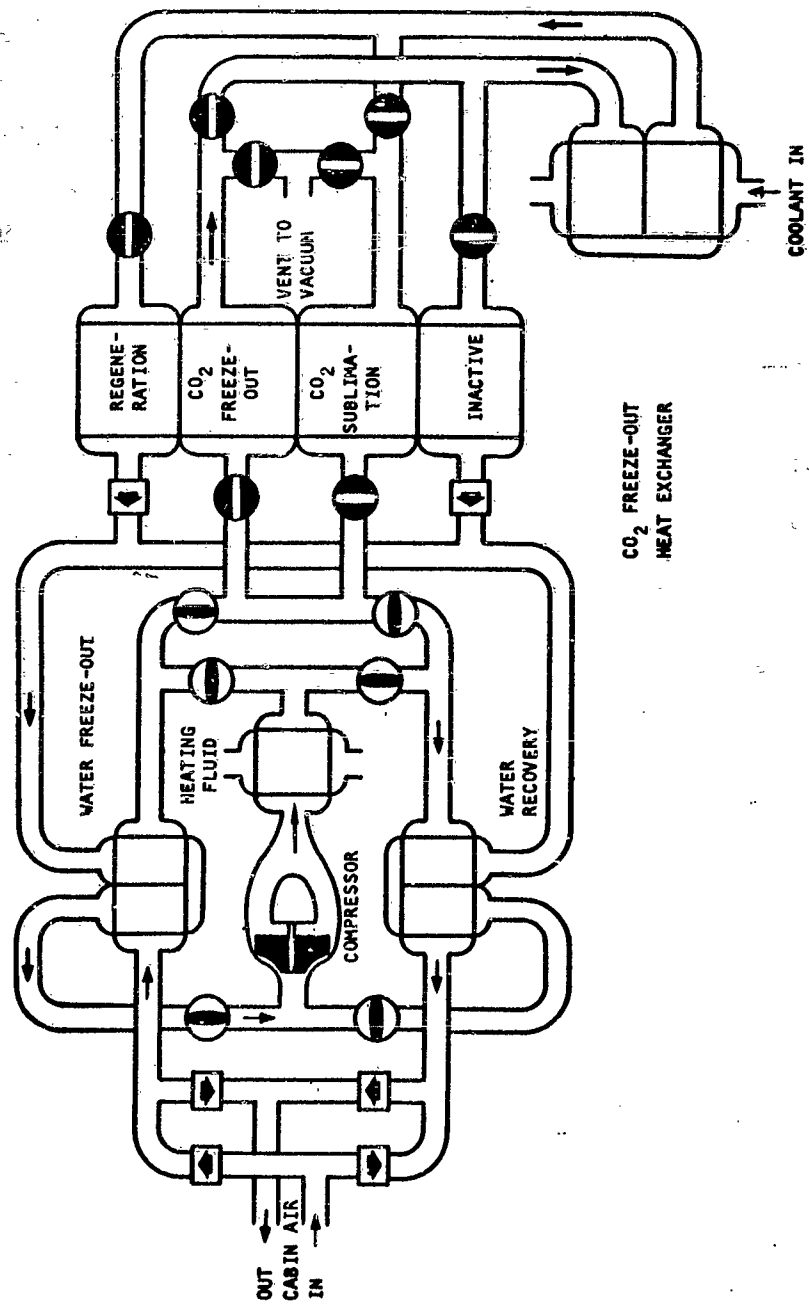 OUT
CABIN AIR
IN
WATER FREEZE-OUT
HEATING
FLUID
COMPRESSOR
WATER
RECOVERY
REGENE-
RATION
CO2
FREEZE-
OUT
VENT TO
VACUUM
CO2
SUBLIMA-
TION
INACTIVE
CO2 FREEZE-OUT
HEAT EXCHANGER
COOLANT IN